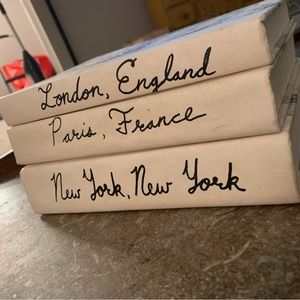 London, England
Paris, France
New York, New York